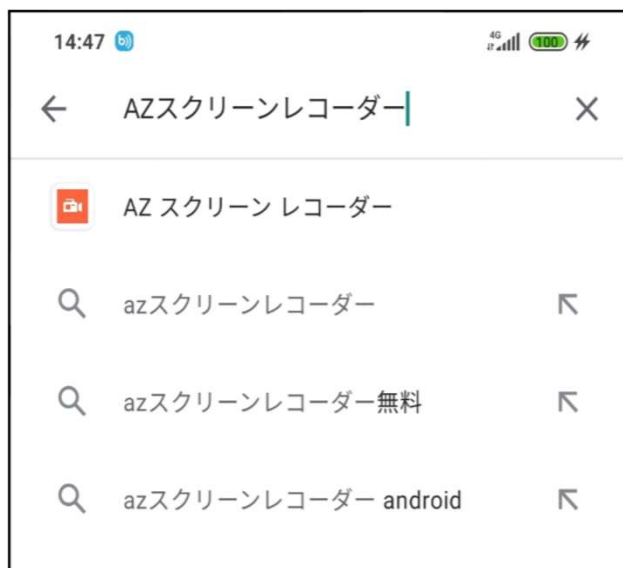 14:47 4G 100
AZスクリーンレコーダー
AZ スクリーン レコーダー
azスクリーンレコーダー
azスクリーンレコーダー無料
azスクリーンレコーダー android